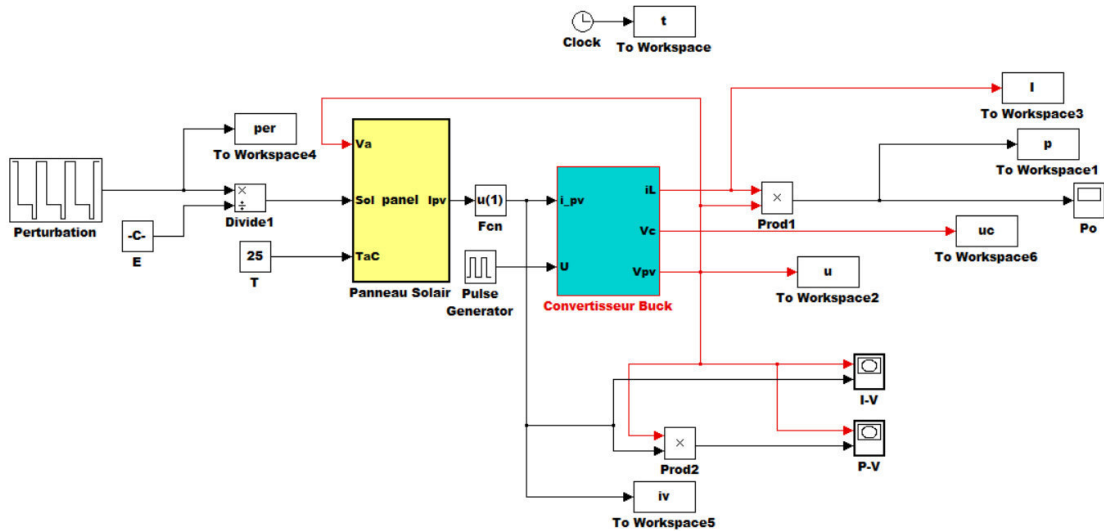 t
Clock
To Workspace
I
To Workspace3
per
To Workspace4
p
To Workspace1
Perturbation
×
÷
Divide1
-C-
E
25
T
Va
Sol
panel
Ipv
TaC
Panneau Solair
u(1)
Fcn
Pulse
Generator
i_pv
U
iL
Vc
Vpv
Convertisseur Buck
×
Prod1
Po
uc
To Workspace6
u
To Workspace2
I-V
×
Prod2
P-V
iv
To Workspace5